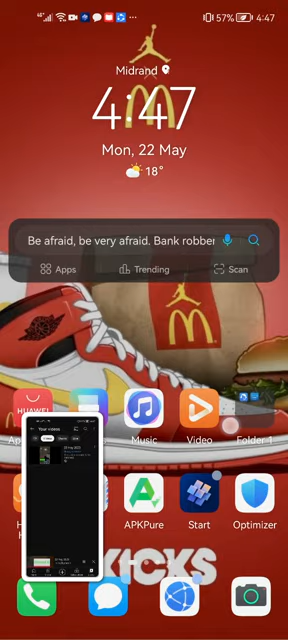 57% 4:47
Midrand
4:47
Mon, 22 May
18°
Be afraid, be very afraid. Bank robber
Apps Trending Scan
HUAWEI
Music Video Folder 1
Your videos
APKPure Start Optimizer
KICKS